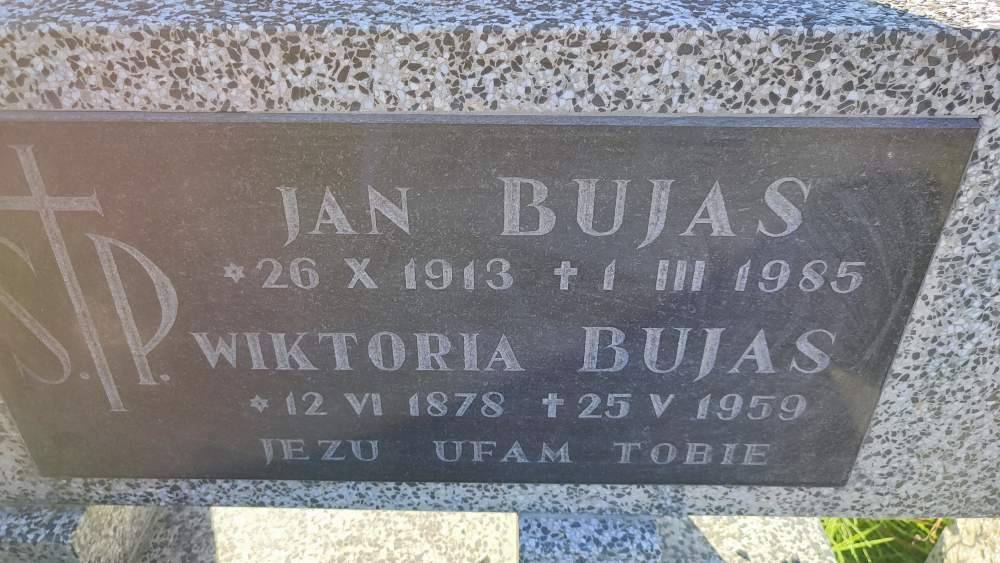 S.P.
JAN BUJAS
* 26 X 1913 ✝ 1 III 1985
WIKTORIA BUJAS
* 12 VI 1878 ✝ 25 V 1959
JEZU UFAM TOBIE